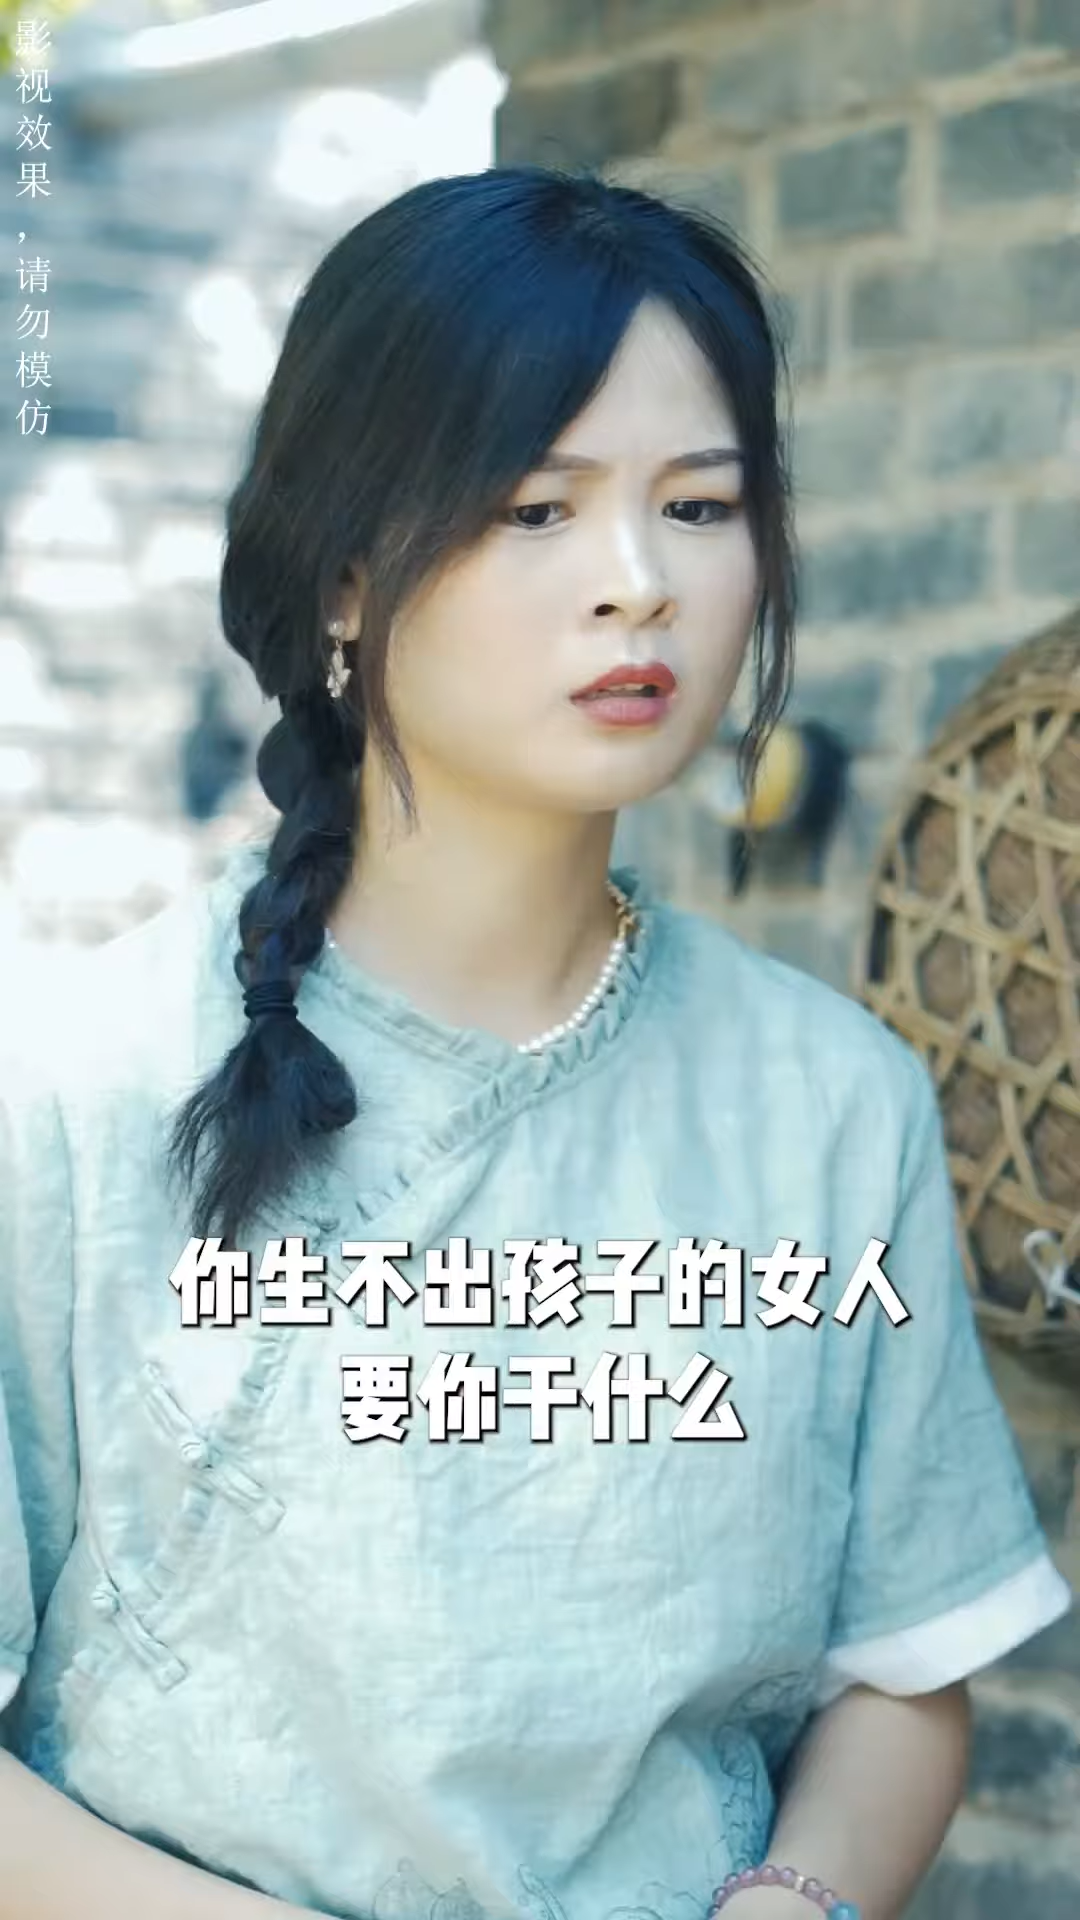 影视效果，请勿模仿
你生不出孩子的女人
要你干什么